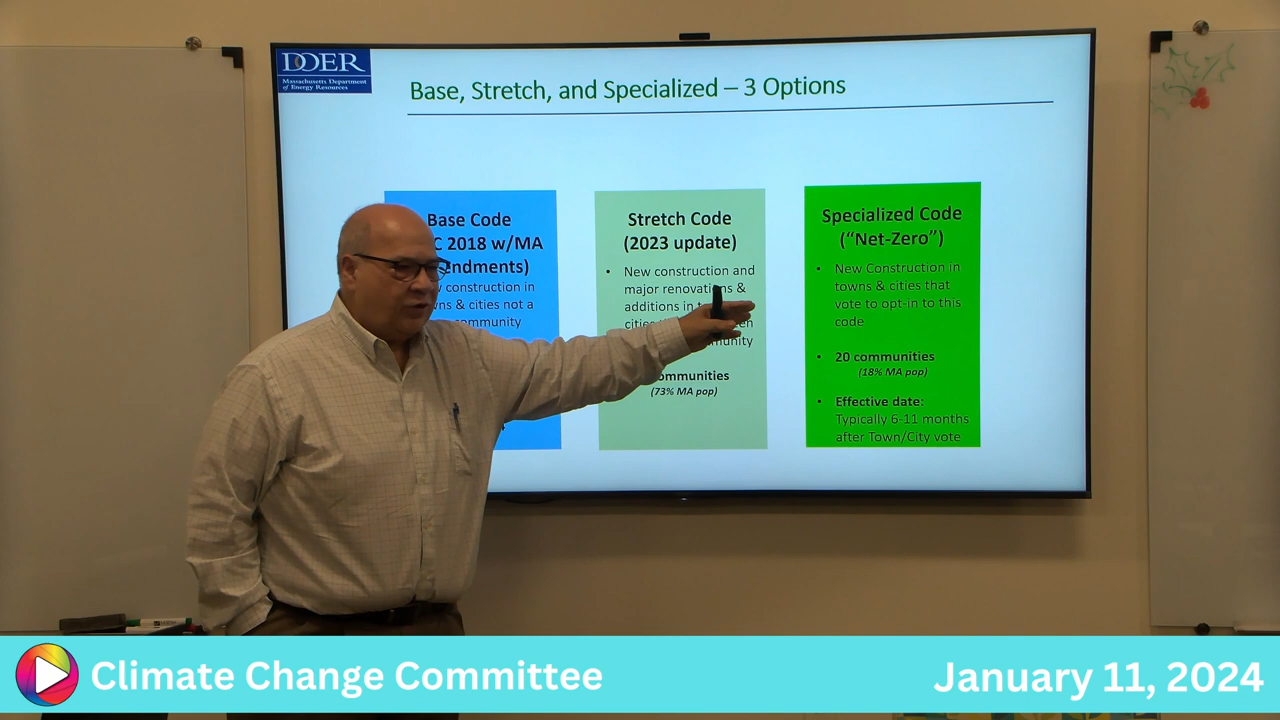 DOER
Massachusetts Department
of Energy Resources
Base, Stretch, and Specialized – 3 Options
Base Code
C 2018 w/MA
construction in
& cities not a
Stretch Code
(2023 update)
• New construction and
major renovations &
additions in
(73% MA pop)
Specialized Code
(“Net-Zero”)
• New Construction in
towns & cities that
vote to opt-in to this
code
• 20 communities
(18% MA pop)
• Effective date:
Typically 6-11 months
after Town/City vote
Climate Change Committee
January 11, 2024